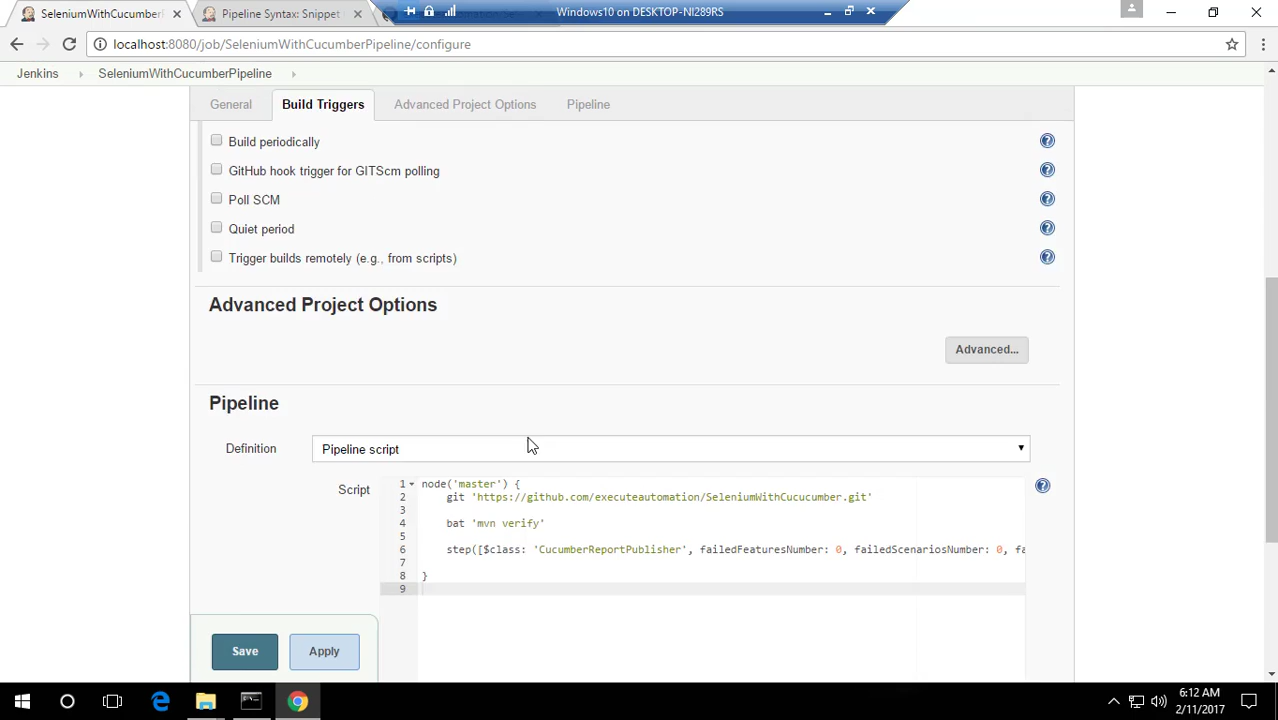 SeleniumWithCucumberP
Pipeline Syntax: Snippet
Windows10 on DESKTOP-NI289RS
localhost:8080/job/SeleniumWithCucumberPipeline/configure
Jenkins
SeleniumWithCucumberPipeline
General
Build Triggers
Advanced Project Options
Pipeline
Build periodically
GitHub hook trigger for GITScm polling
Poll SCM
Quiet period
Trigger builds remotely (e.g., from scripts)
Advanced Project Options
Advanced...
Pipeline
Definition
Pipeline script
Script
1 node('master') {
2 git 'https://github.com/executeautomation/SeleniumWithCucucumber.git'
3
4 bat 'mvn verify'
5
6 step([$class: 'CucumberReportPublisher', failedFeaturesNumber: 0, failedScenariosNumber: 0, fa
7
8 }
9
Save
Apply
6:12 AM
2/11/2017